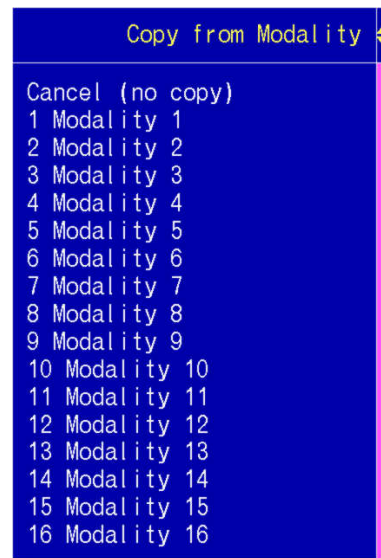 Copy from Modality
Cancel (no copy)
1 Modality 1
2 Modality 2
3 Modality 3
4 Modality 4
5 Modality 5
6 Modality 6
7 Modality 7
8 Modality 8
9 Modality 9
10 Modality 10
11 Modality 11
12 Modality 12
13 Modality 13
14 Modality 14
15 Modality 15
16 Modality 16